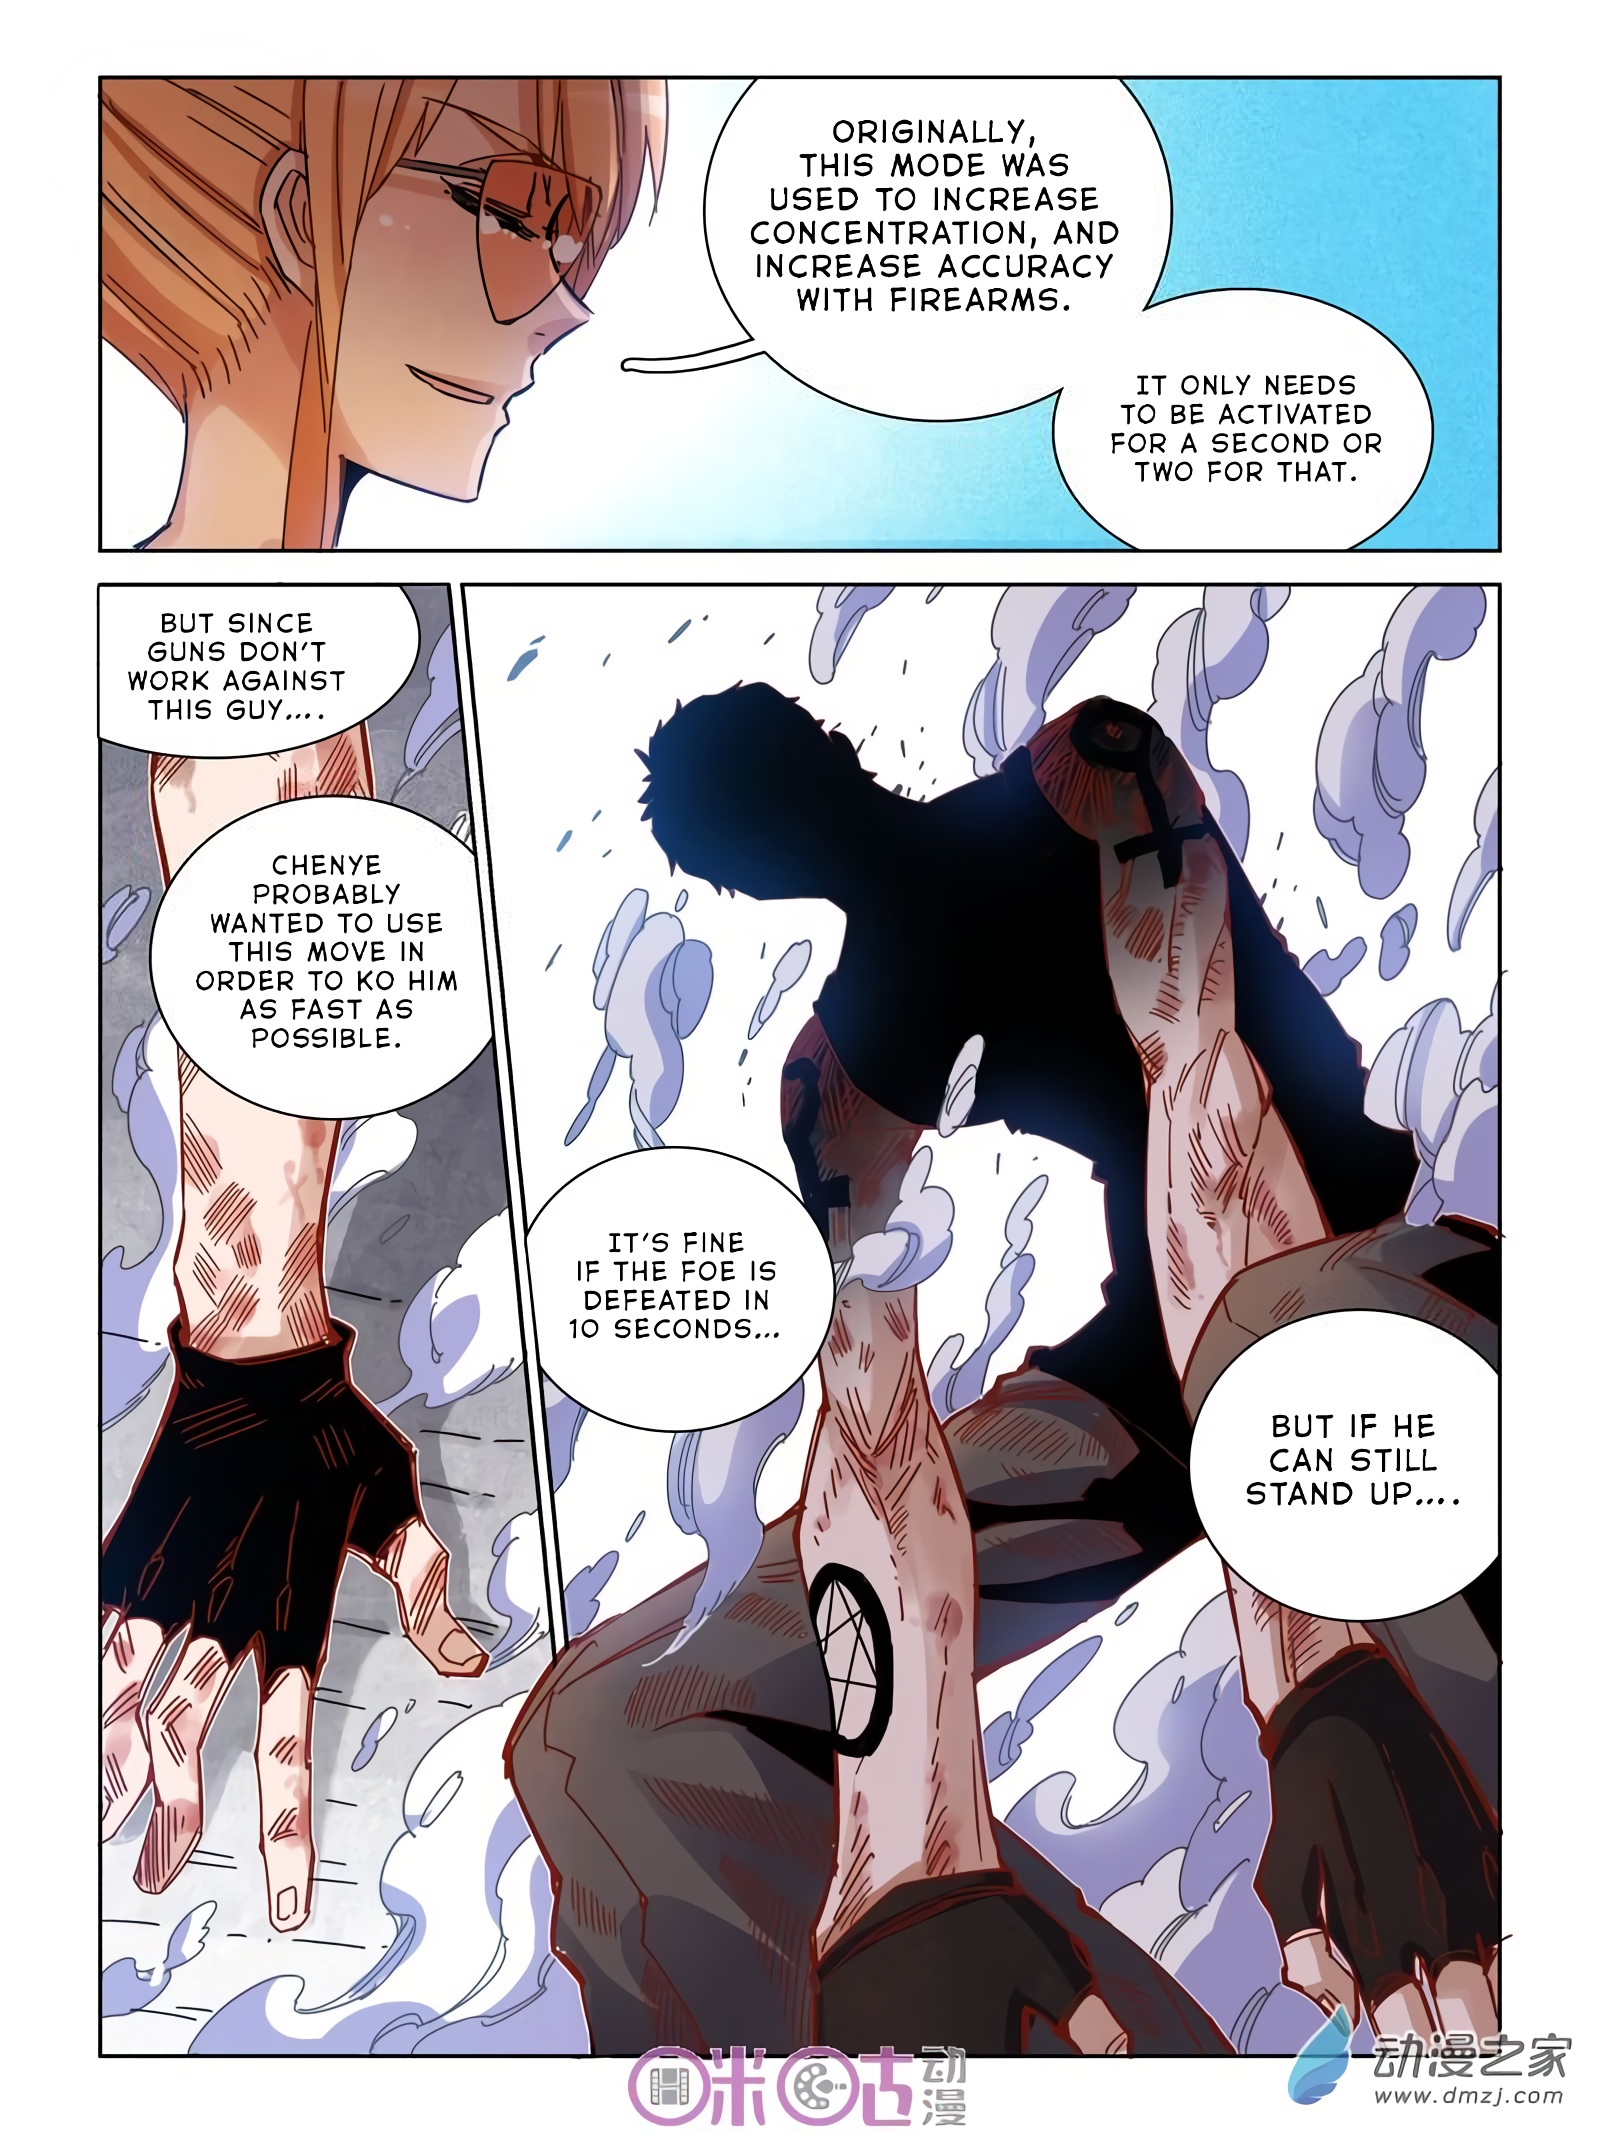 ORIGINALLY,
THIS MODE WAS
USED TO INCREASE
CONCENTRATION, AND
INCREASE ACCURACY
WITH FIREARMS.
IT ONLY NEEDS
TO BE ACTIVATED
FOR A SECOND OR
TWO FOR THAT.
BUT SINCE
GUNS DON'T
WORK AGAINST
THIS GUY....
CHENYE
PROBABLY
WANTED TO USE
THIS MOVE IN
ORDER TO KO HIM
AS FAST AS
POSSIBLE.
IT'S FINE
IF THE FOE IS
DEFEATED IN
10 SECONDS...
BUT IF HE
CAN STILL
STAND UP....
咪咕动漫
动漫之家
www.dmzj.com